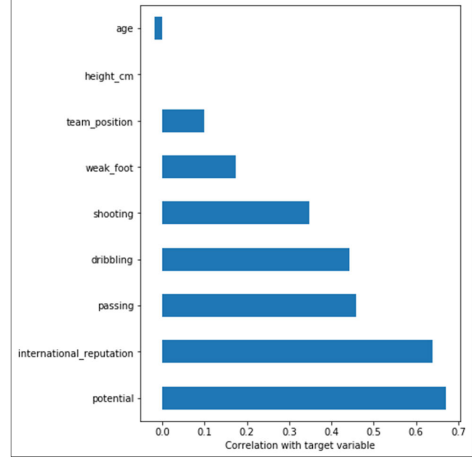 age
height_cm
team_position
weak_foot
shooting
dribbling
passing
international_reputation
potential
0.0 0.1 0.2 0.3 0.4 0.5 0.6 0.7
Correlation with target variable